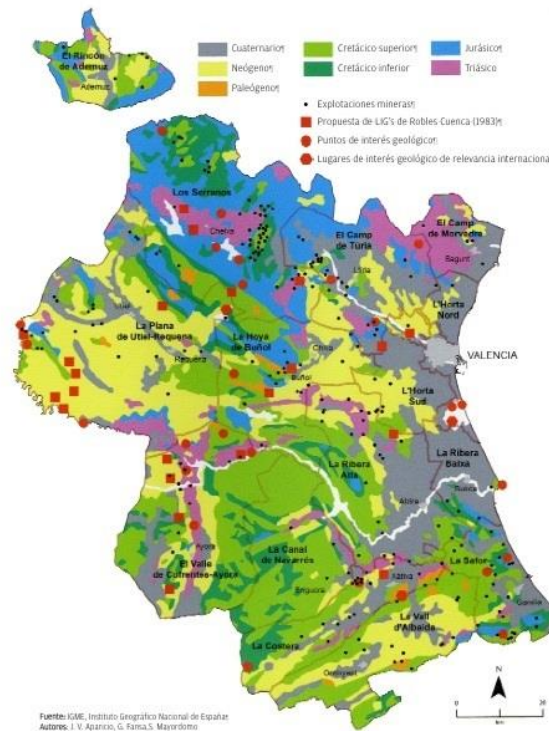 El Rincón
de Ademuz
Ademuz
Cuaternario¶
Neógeno¶
Paleógeno¶
Cretácico superior¶
Cretácico inferior
Jurásico¶
Triásico
Explotaciones mineras¶
Propuesta de LIG's de Robles Cuenca (1983)¶
Puntos de interés geológico¶
Lugares de interés geológico de relevancia internacional
Los Serranos
Chelva
El Camp
de Túria
Llíria
El Camp de
Morvedre
Sagunt
L'Horta
Nord
Utiel
La Plana
de Utiel-Requena
Requena
La Hoya
de Buñol
Chiva
Buñol
VALENCIA
L'Horta
Sud
La Ribera
Baixa
Sueca
La Ribera
Alta
Alzira
Ayora
El Valle
de Cofrentes-Ayora
La Canal
de Navarrés
Enguera
Xàtiva
La Safor
Gandia
La Vall
d'Albaida
La Costera
Ontinyent
N
0
20
km
Fuente: IGME, Instituto Geográfico Nacional de España¶
Autores: J. V. Aparicio, G. Fansa, S. Mayordomo